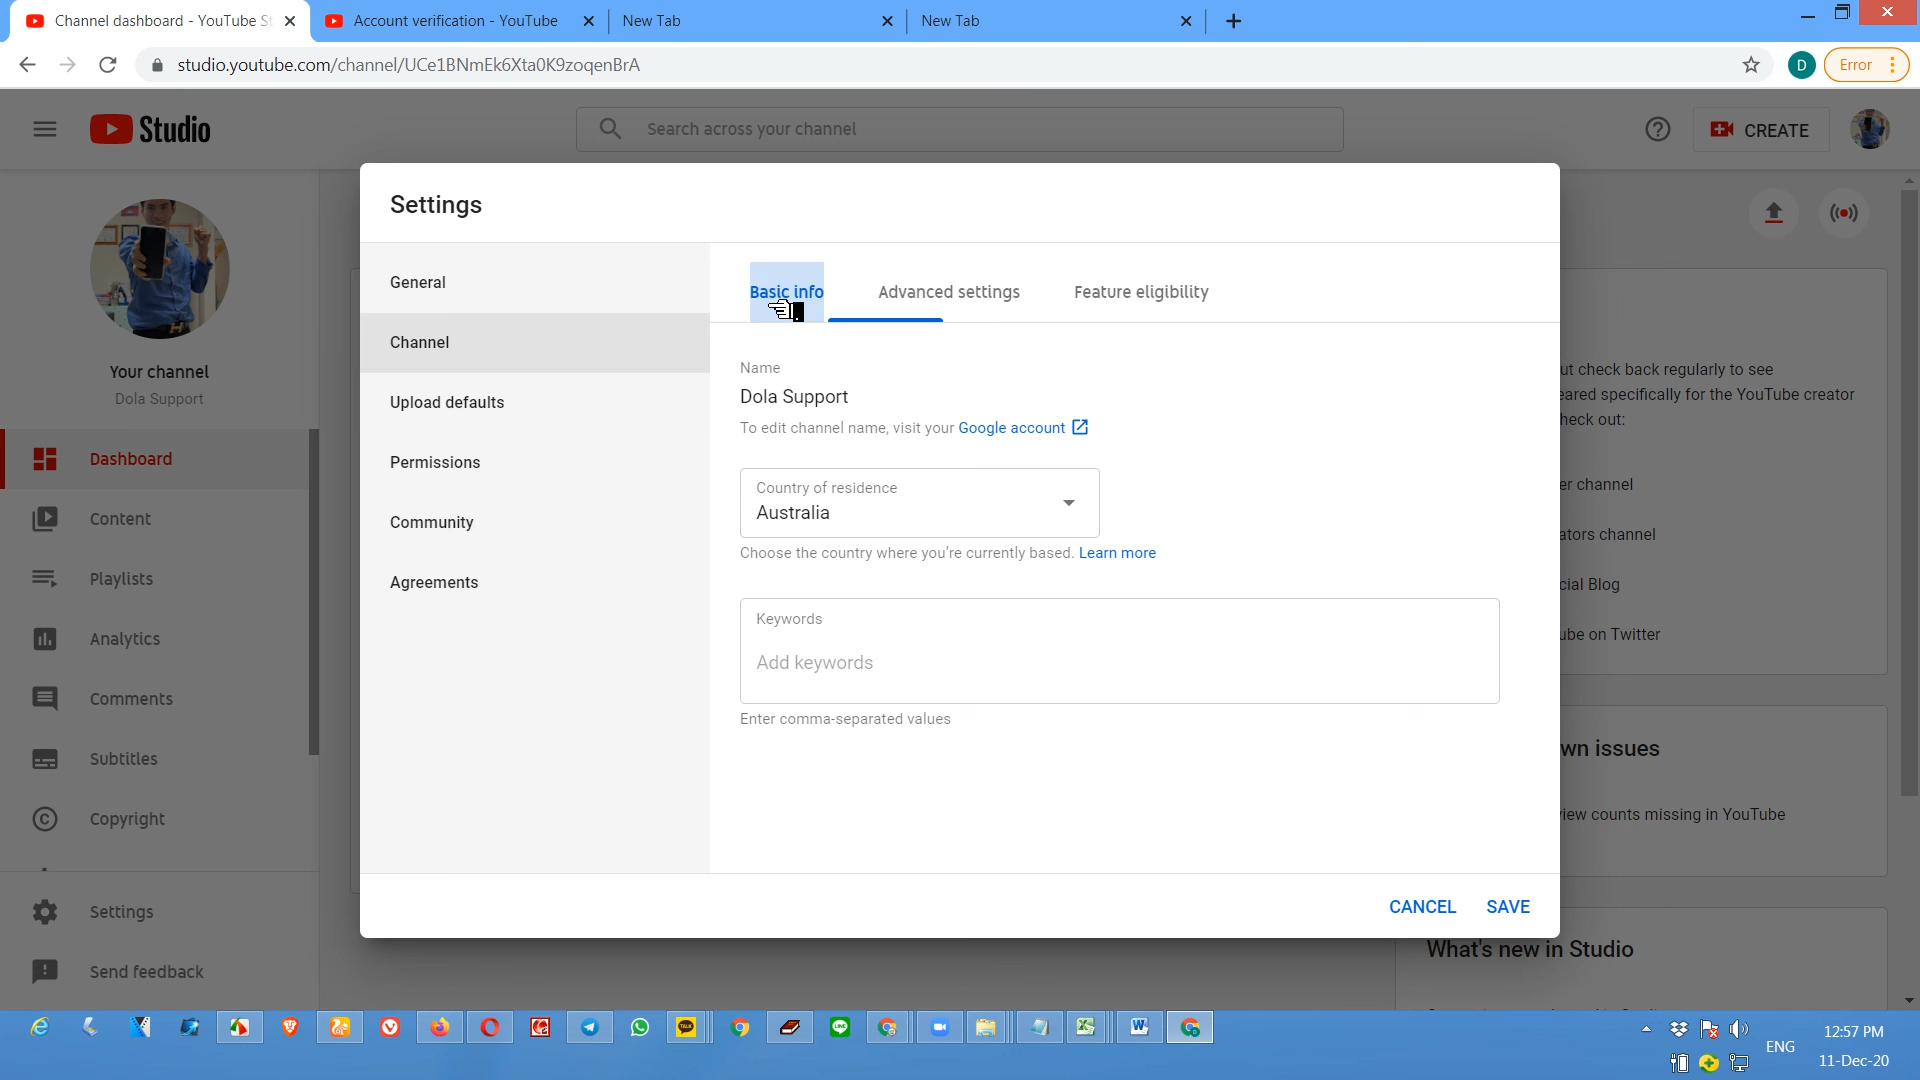 Channel dashboard - YouTube St
Account verification - YouTube
New Tab
New Tab
studio.youtube.com/channel/UCe1BNmEk6Xta0K9zoqenBrA
D
Error
Studio
Search across your channel
CREATE
Settings
General
Channel
Upload defaults
Permissions
Community
Agreements
Basic info
Advanced settings
Feature eligibility
Name
Dola Support
To edit channel name, visit your Google account
Country of residence
Australia
Choose the country where you're currently based. Learn more
Keywords
Add keywords
Enter comma-separated values
CANCEL
SAVE
Your channel
Dola Support
Dashboard
Content
Playlists
Analytics
Comments
Subtitles
Copyright
Settings
Send feedback
ut check back regularly to see
eared specifically for the YouTube creator
heck out:
er channel
ators channel
cial Blog
ube on Twitter
wn issues
view counts missing in YouTube
What's new in Studio
ENG
12:57 PM
11-Dec-20